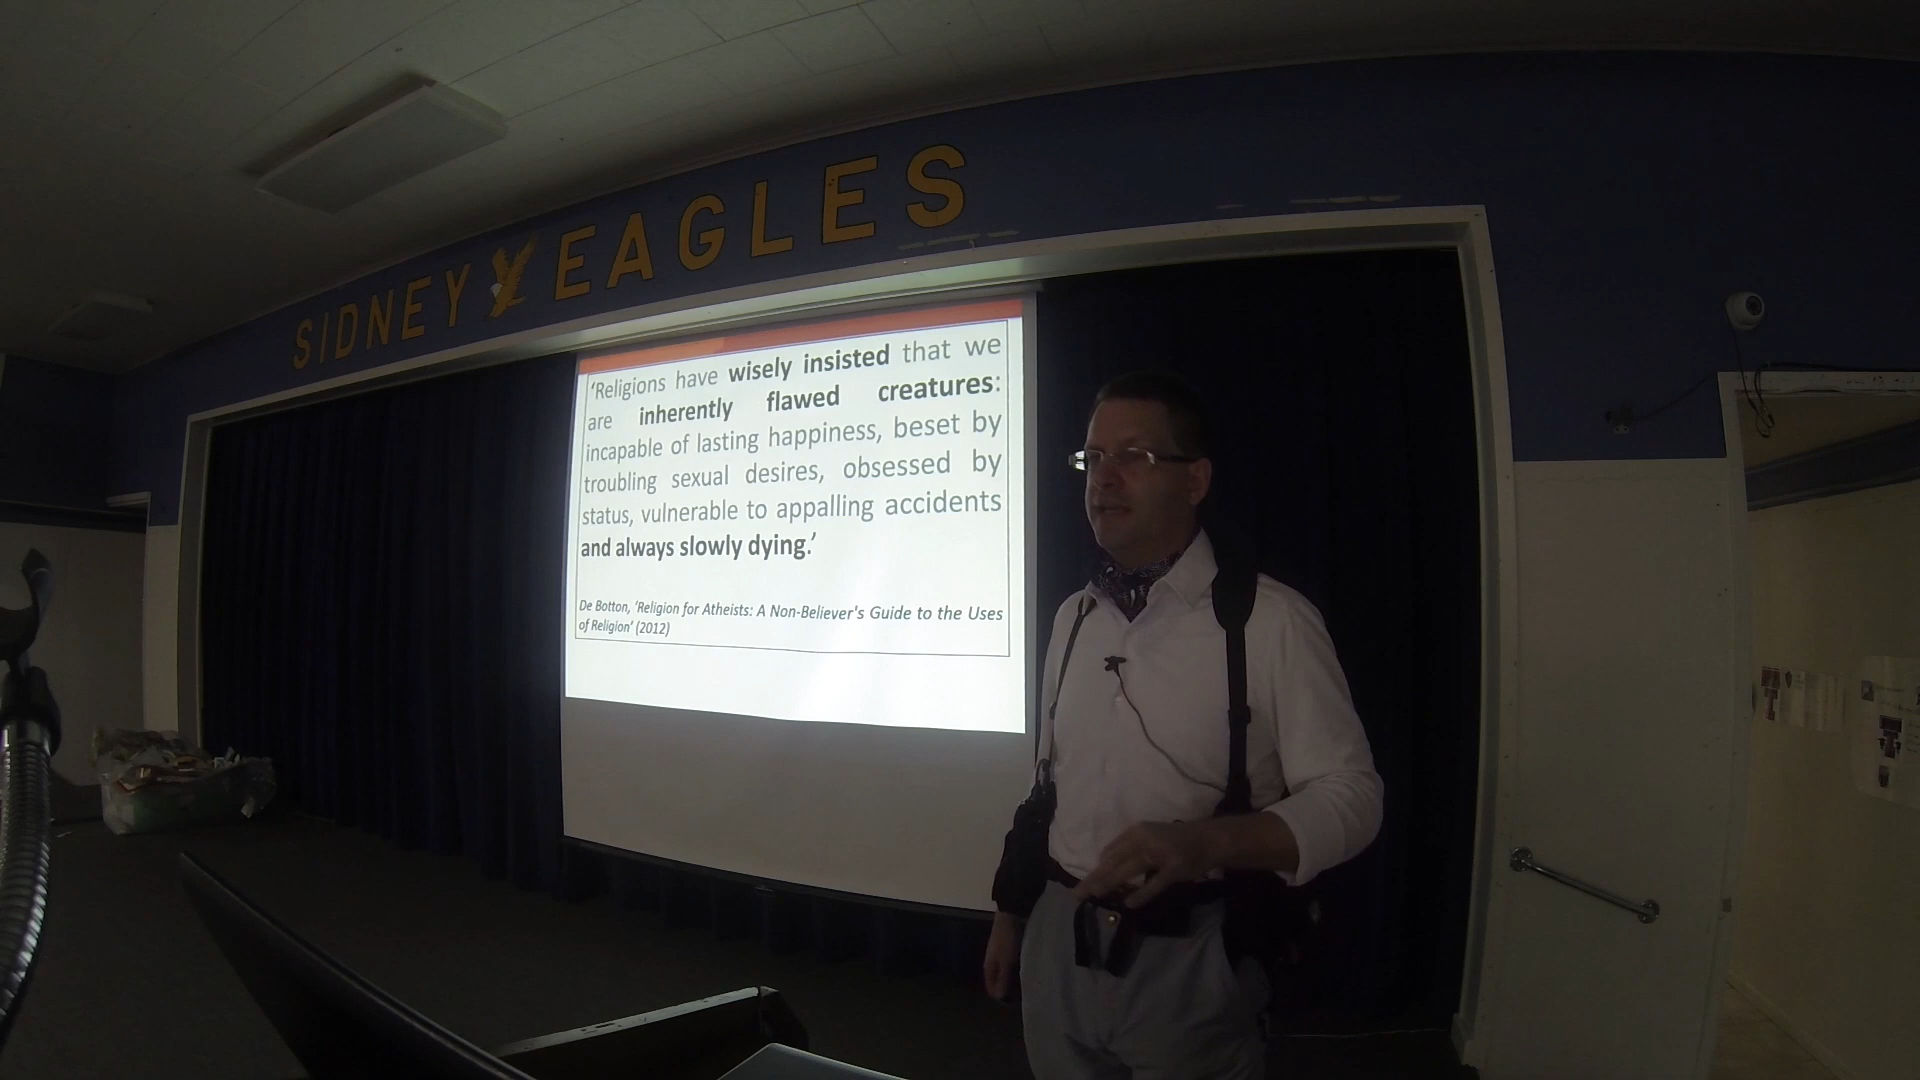 SIDNEY EAGLES
‘Religions have wisely insisted that we
are inherently flawed creatures:
incapable of lasting happiness, beset by
troubling sexual desires, obsessed by
status, vulnerable to appalling accidents
and always slowly dying.’
De Botton, ‘Religion for Atheists: A Non-Believer's Guide to the Uses
of Religion’ (2012)